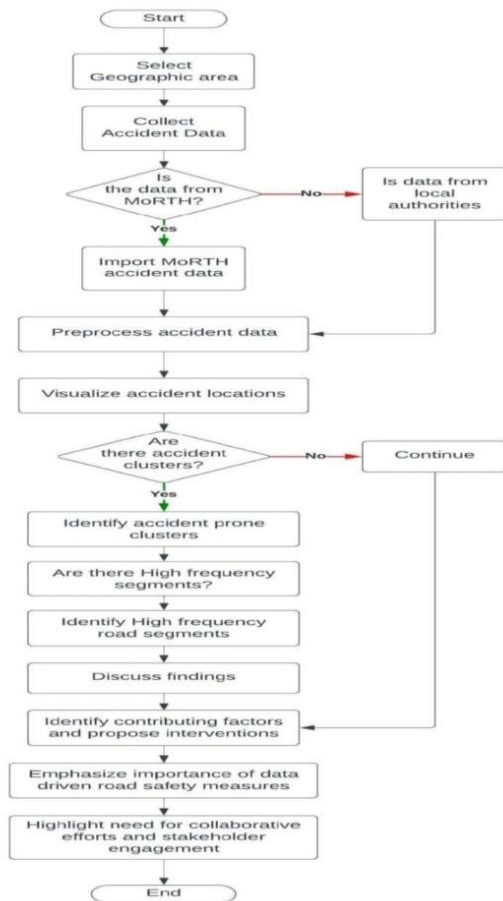 Start
Select
Geographic area
Collect
Accident Data
Is
the data from
MoRTH?
No
Is data from
local
authorities
Yes
Import MoRTH
accident data
Preprocess accident data
Visualize accident locations
Are
there accident
clusters?
No
Continue
Yes
Identify accident prone
clusters
Are there High frequency
segments?
Identify High frequency
road segments
Discuss findings
Identify contributing factors
and propose interventions
Emphasize importance of data
driven road safety measures
Highlight need for collaborative
efforts and stakeholder
engagement
End